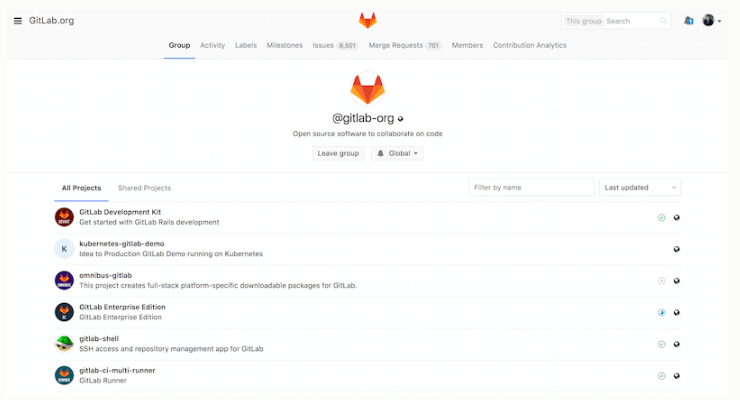 GitLab.org
This group Search
Group Activity Labels Milestones Issues 8,501 Merge Requests 701 Members Contribution Analytics
@gitlab-org
Open source software to collaborate on code
Leave group Global
All Projects Shared Projects Filter by name Last updated
GitLab Development Kit
Get started with GitLab Rails development
K
kubernetes-gitlab-demo
Idea to Production GitLab Demo running on Kubernetes
omnibus-gitlab
This project creates full-stack platform-specific downloadable packages for GitLab.
GitLab Enterprise Edition
GitLab Enterprise Edition
gitlab-shell
SSH access and repository management app for GitLab
gitlab-ci-multi-runner
GitLab Runner